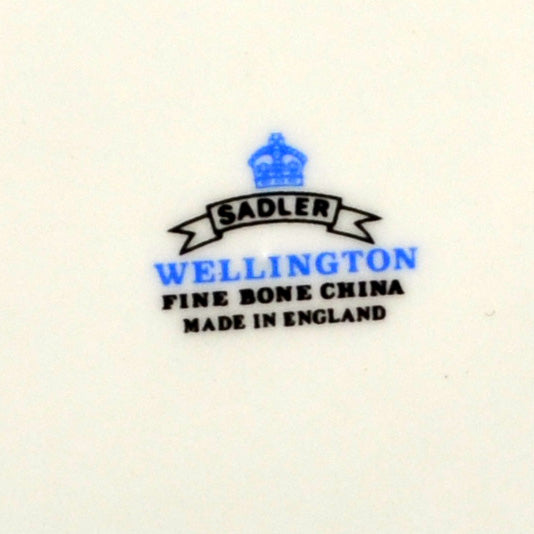 SADLER
WELLINGTON
FINE BONE CHINA
MADE IN ENGLAND